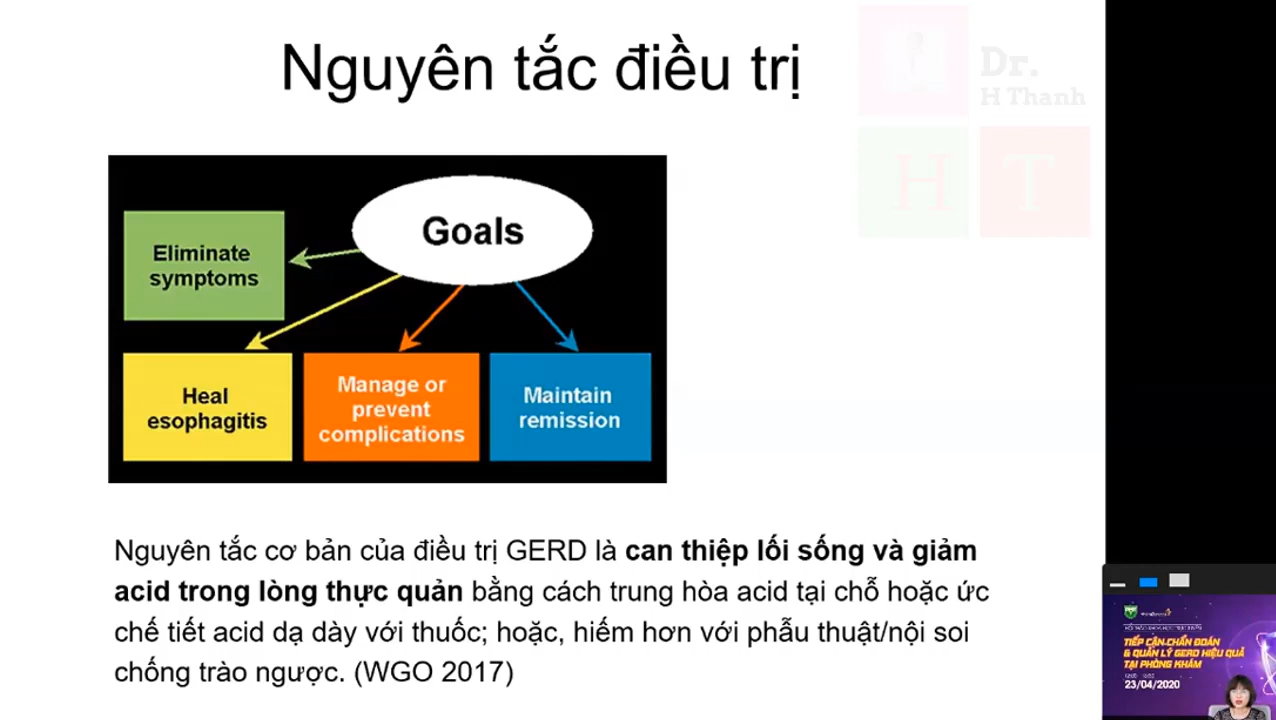 Nguyên tắc điều trị
Dr.
H Thanh
H T
Goals
Eliminate
symptoms
Heal
esophagitis
Manage or
prevent
complications
Maintain
remission
Nguyên tắc cơ bản của điều trị GERD là can thiệp lối sống và giảm
acid trong lòng thực quản bằng cách trung hòa acid tại chỗ hoặc ức
chế tiết acid dạ dày với thuốc; hoặc, hiếm hơn với phẫu thuật/nội soi
chống trào ngược. (WGO 2017)
TIẾP CẬN CHẨN ĐOÁN
& QUẢN LÝ GERD HIỆU QUẢ
TẠI PHÒNG KHÁM
23/04/2020